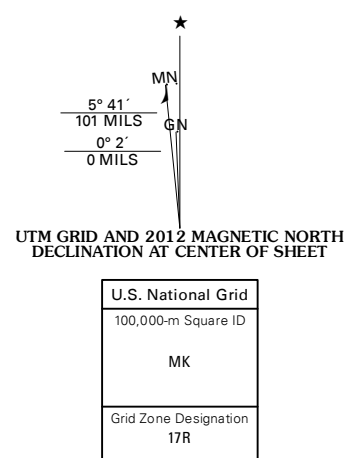 ★
MN
5° 41´
101 MILS
GN
0° 2´
0 MILS
UTM GRID AND 2012 MAGNETIC NORTH
DECLINATION AT CENTER OF SHEET
U.S. National Grid
100,000-m Square ID
MK
Grid Zone Designation
17R